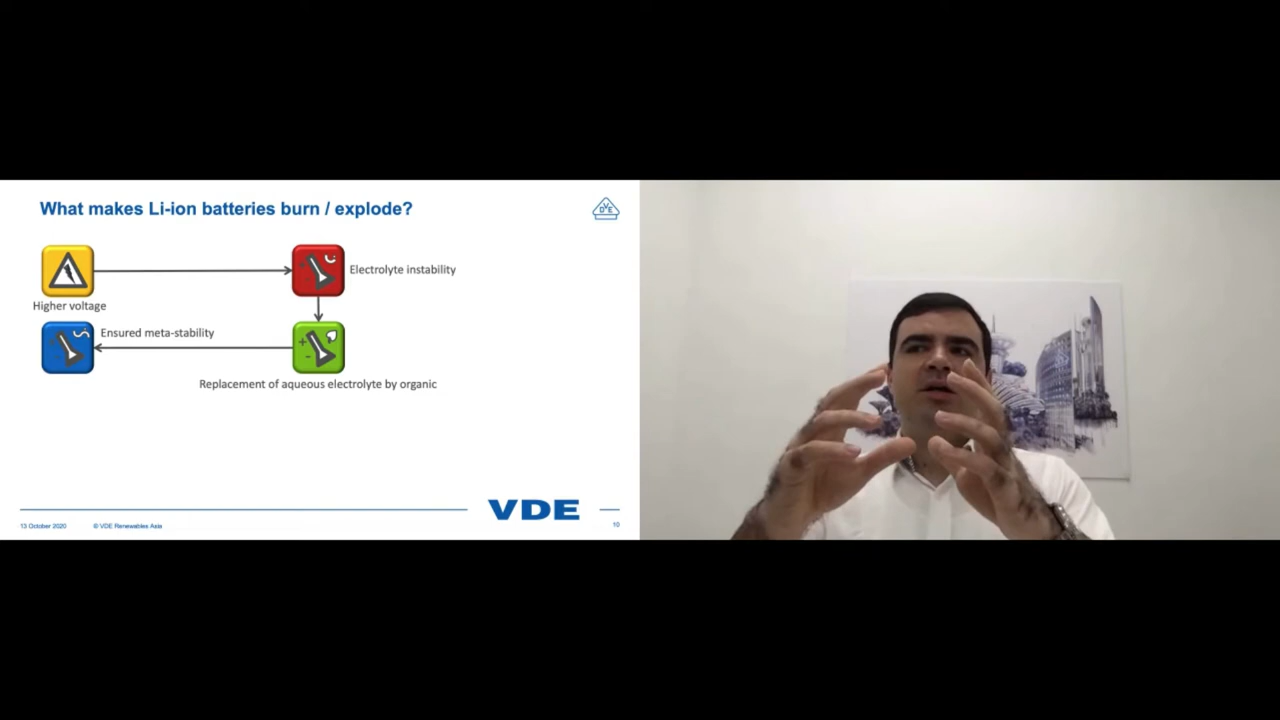 What makes Li-ion batteries burn / explode?
VDE
Electrolyte instability
Higher voltage
Ensured meta-stability
Replacement of aqueous electrolyte by organic
VDE
13 October 2020
© VDE Renewables Asia
10